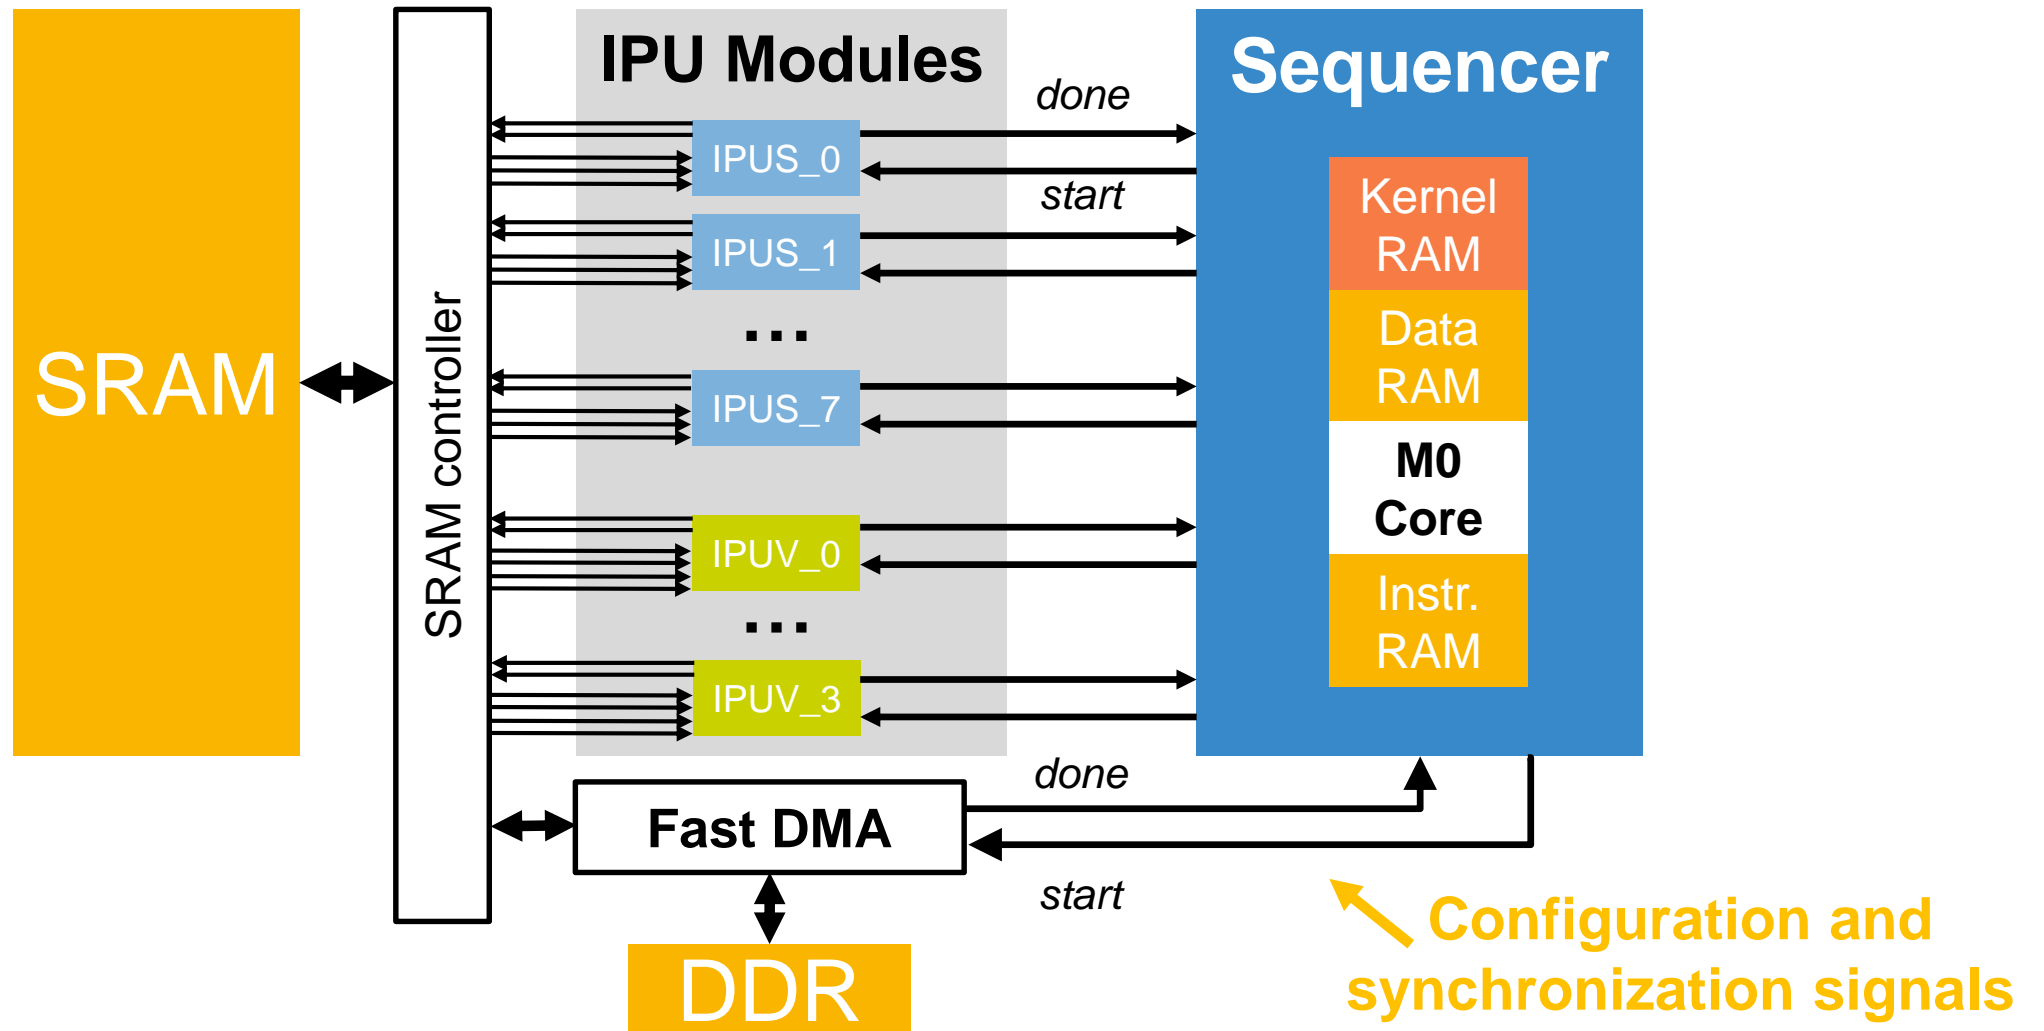 SRAM
SRAM controller
IPU Modules
IPUS_0
IPUS_1
...
IPUS_7
IPUV_0
...
IPUV_3
done
start
Sequencer
Kernel
RAM
Data
RAM
M0
Core
Instr.
RAM
Fast DMA
done
start
DDR
Configuration and
synchronization signals